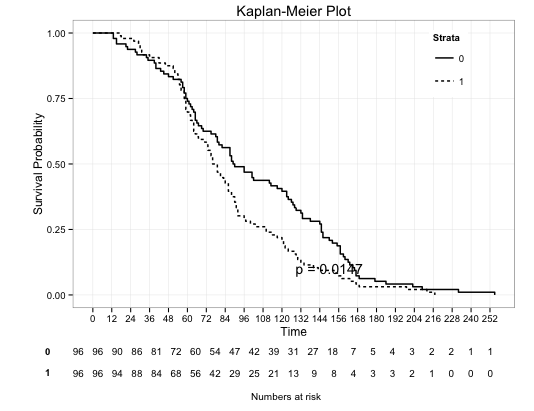 Kaplan-Meier Plot
Strata
0
1
1.00
0.75
0.50
0.25
0.00
Survival Probability
p = 0.0147
0 12 24 36 48 60 72 84 96 108 120 132 144 156 168 180 192 204 216 228 240 252
Time
0 96 96 90 86 81 72 60 54 47 42 39 31 27 18 7 5 4 3 2 2 1 1
1 96 96 94 88 84 68 56 42 29 25 21 13 9 8 4 3 3 2 1 0 0 0
Numbers at risk